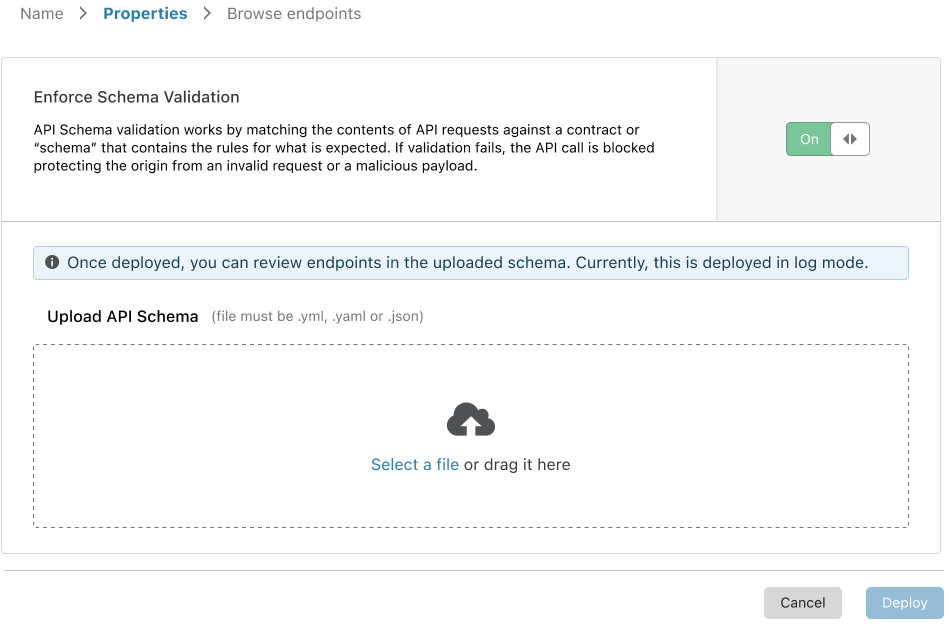 Name > Properties > Browse endpoints
Enforce Schema Validation
API Schema validation works by matching the contents of API requests against a contract or
“schema” that contains the rules for what is expected. If validation fails, the API call is blocked
protecting the origin from an invalid request or a malicious payload.
On
Once deployed, you can review endpoints in the uploaded schema. Currently, this is deployed in log mode.
Upload API Schema (file must be .yml, .yaml or .json)
Select a file or drag it here
Cancel Deploy